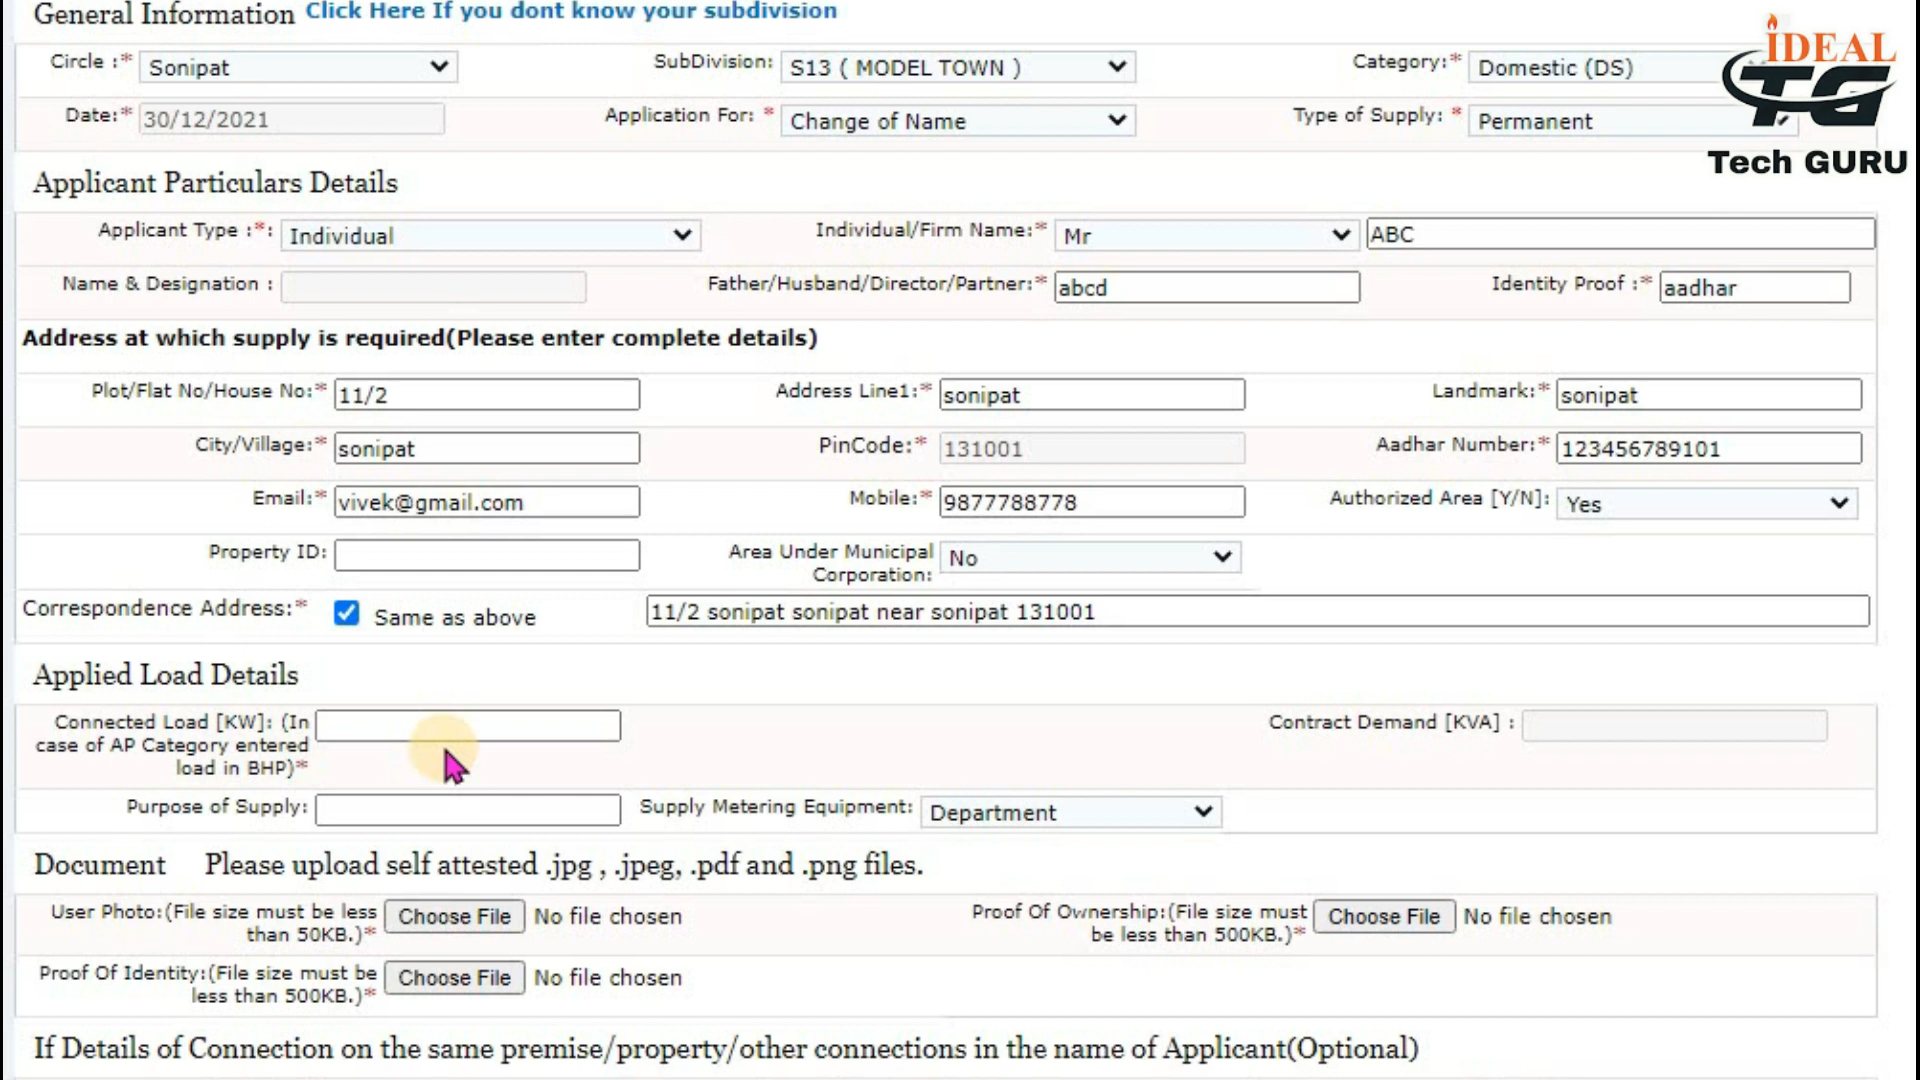 General Information Click Here If you dont know your subdivision
Circle :* Sonipat SubDivision: S13 ( MODEL TOWN ) Category:* Domestic (DS)
Date:* 30/12/2021 Application For: * Change of Name Type of Supply: * Permanent
IDEAL
TG
Tech GURU
Applicant Particulars Details
Applicant Type :*: Individual Individual/Firm Name:* Mr ABC
Name & Designation : Father/Husband/Director/Partner:* abcd Identity Proof :* aadhar
Address at which supply is required(Please enter complete details)
Plot/Flat No/House No:* 11/2 Address Line1:* sonipat Landmark:* sonipat
City/Village:* sonipat PinCode:* 131001 Aadhar Number:* 123456789101
Email:* vivek@gmail.com Mobile:* 9877788778 Authorized Area [Y/N]: Yes
Property ID: Area Under Municipal Corporation: No
Correspondence Address:* Same as above 11/2 sonipat sonipat near sonipat 131001
Applied Load Details
Connected Load [KW]: (In Contract Demand [KVA] :
case of AP Category entered
load in BHP)*
Purpose of Supply: Supply Metering Equipment: Department
Document Please upload self attested .jpg , .jpeg, .pdf and .png files.
User Photo:(File size must be less than 50KB.)* Choose File No file chosen
Proof Of Ownership:(File size must be less than 500KB.)* Choose File No file chosen
Proof Of Identity:(File size must be less than 500KB.)* Choose File No file chosen
If Details of Connection on the same premise/property/other connections in the name of Applicant(Optional)